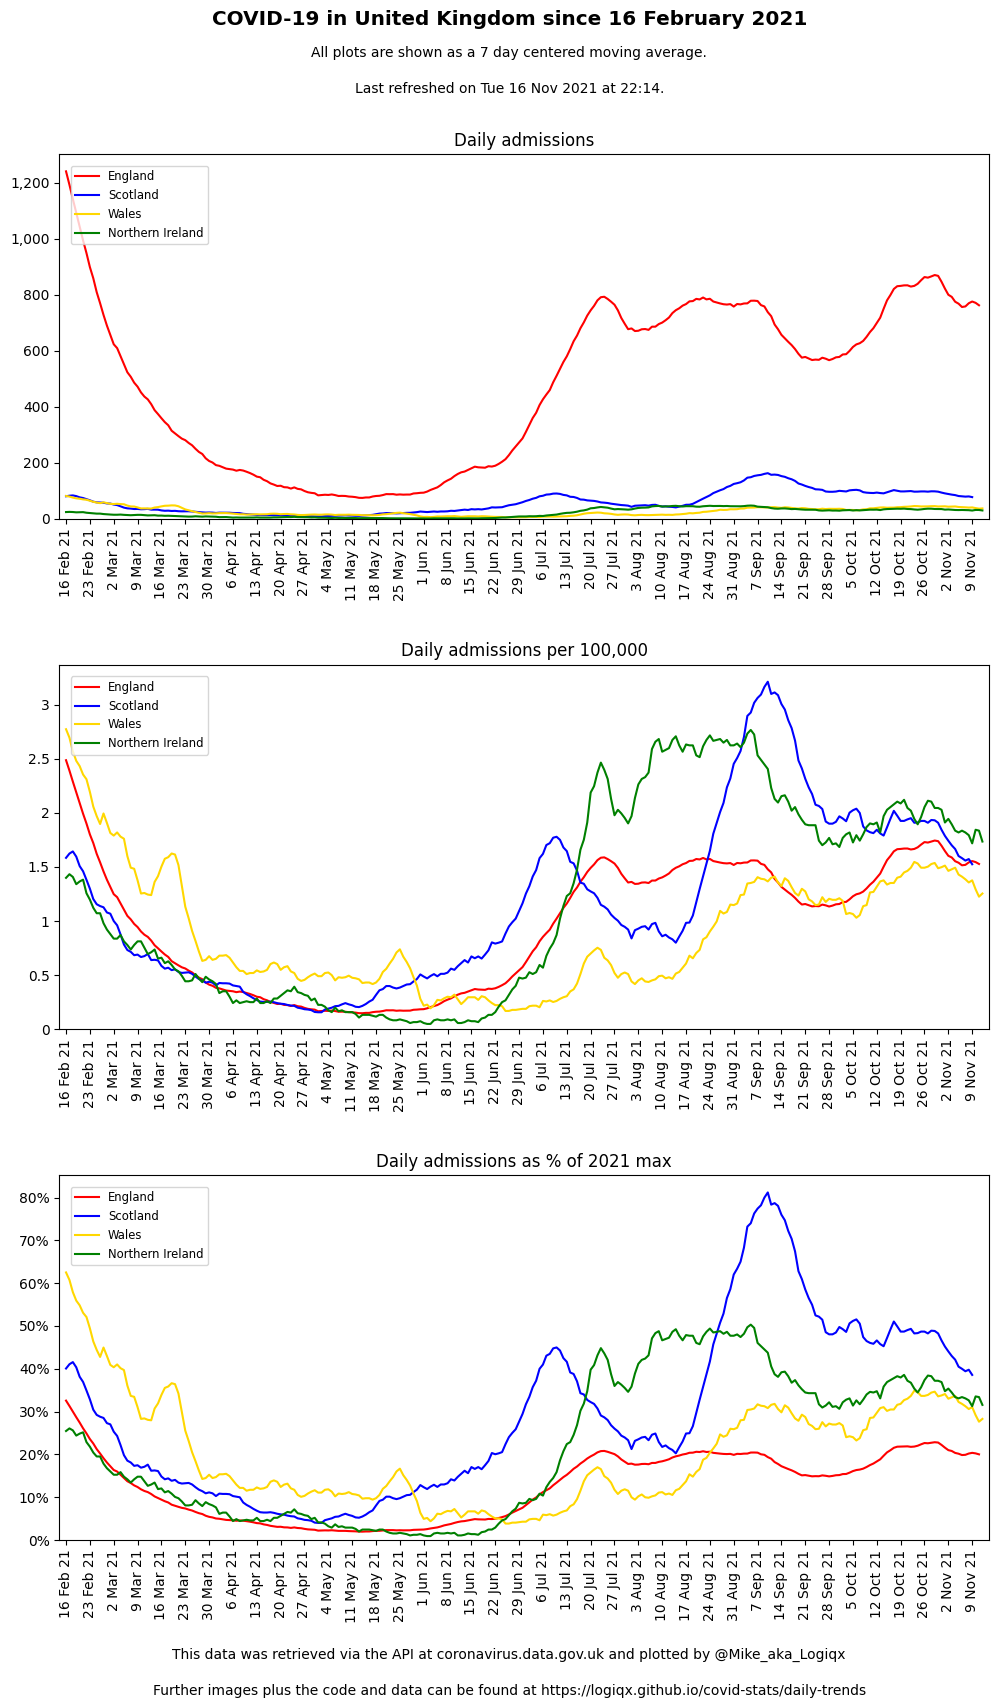 COVID-19 in United Kingdom since 16 February 2021
All plots are shown as a 7 day centered moving average.
Last refreshed on Tue 16 Nov 2021 at 22:14.
Daily admissions
England
Scotland
Wales
Northern Ireland
1,200
1,000
800
600
400
200
0
16 Feb 21
23 Feb 21
2 Mar 21
9 Mar 21
16 Mar 21
23 Mar 21
30 Mar 21
6 Apr 21
13 Apr 21
20 Apr 21
27 Apr 21
4 May 21
11 May 21
18 May 21
25 May 21
1 Jun 21
8 Jun 21
15 Jun 21
22 Jun 21
29 Jun 21
6 Jul 21
13 Jul 21
20 Jul 21
27 Jul 21
3 Aug 21
10 Aug 21
17 Aug 21
24 Aug 21
31 Aug 21
7 Sep 21
14 Sep 21
21 Sep 21
28 Sep 21
5 Oct 21
12 Oct 21
19 Oct 21
26 Oct 21
2 Nov 21
9 Nov 21
Daily admissions per 100,000
England
Scotland
Wales
Northern Ireland
3
2.5
2
1.5
1
0.5
0
16 Feb 21
23 Feb 21
2 Mar 21
9 Mar 21
16 Mar 21
23 Mar 21
30 Mar 21
6 Apr 21
13 Apr 21
20 Apr 21
27 Apr 21
4 May 21
11 May 21
18 May 21
25 May 21
1 Jun 21
8 Jun 21
15 Jun 21
22 Jun 21
29 Jun 21
6 Jul 21
13 Jul 21
20 Jul 21
27 Jul 21
3 Aug 21
10 Aug 21
17 Aug 21
24 Aug 21
31 Aug 21
7 Sep 21
14 Sep 21
21 Sep 21
28 Sep 21
5 Oct 21
12 Oct 21
19 Oct 21
26 Oct 21
2 Nov 21
9 Nov 21
Daily admissions as % of 2021 max
England
Scotland
Wales
Northern Ireland
80%
70%
60%
50%
40%
30%
20%
10%
0%
16 Feb 21
23 Feb 21
2 Mar 21
9 Mar 21
16 Mar 21
23 Mar 21
30 Mar 21
6 Apr 21
13 Apr 21
20 Apr 21
27 Apr 21
4 May 21
11 May 21
18 May 21
25 May 21
1 Jun 21
8 Jun 21
15 Jun 21
22 Jun 21
29 Jun 21
6 Jul 21
13 Jul 21
20 Jul 21
27 Jul 21
3 Aug 21
10 Aug 21
17 Aug 21
24 Aug 21
31 Aug 21
7 Sep 21
14 Sep 21
21 Sep 21
28 Sep 21
5 Oct 21
12 Oct 21
19 Oct 21
26 Oct 21
2 Nov 21
9 Nov 21
This data was retrieved via the API at coronavirus.data.gov.uk and plotted by @Mike_aka_Logiqx
Further images plus the code and data can be found at https://logiqx.github.io/covid-stats/daily-trends